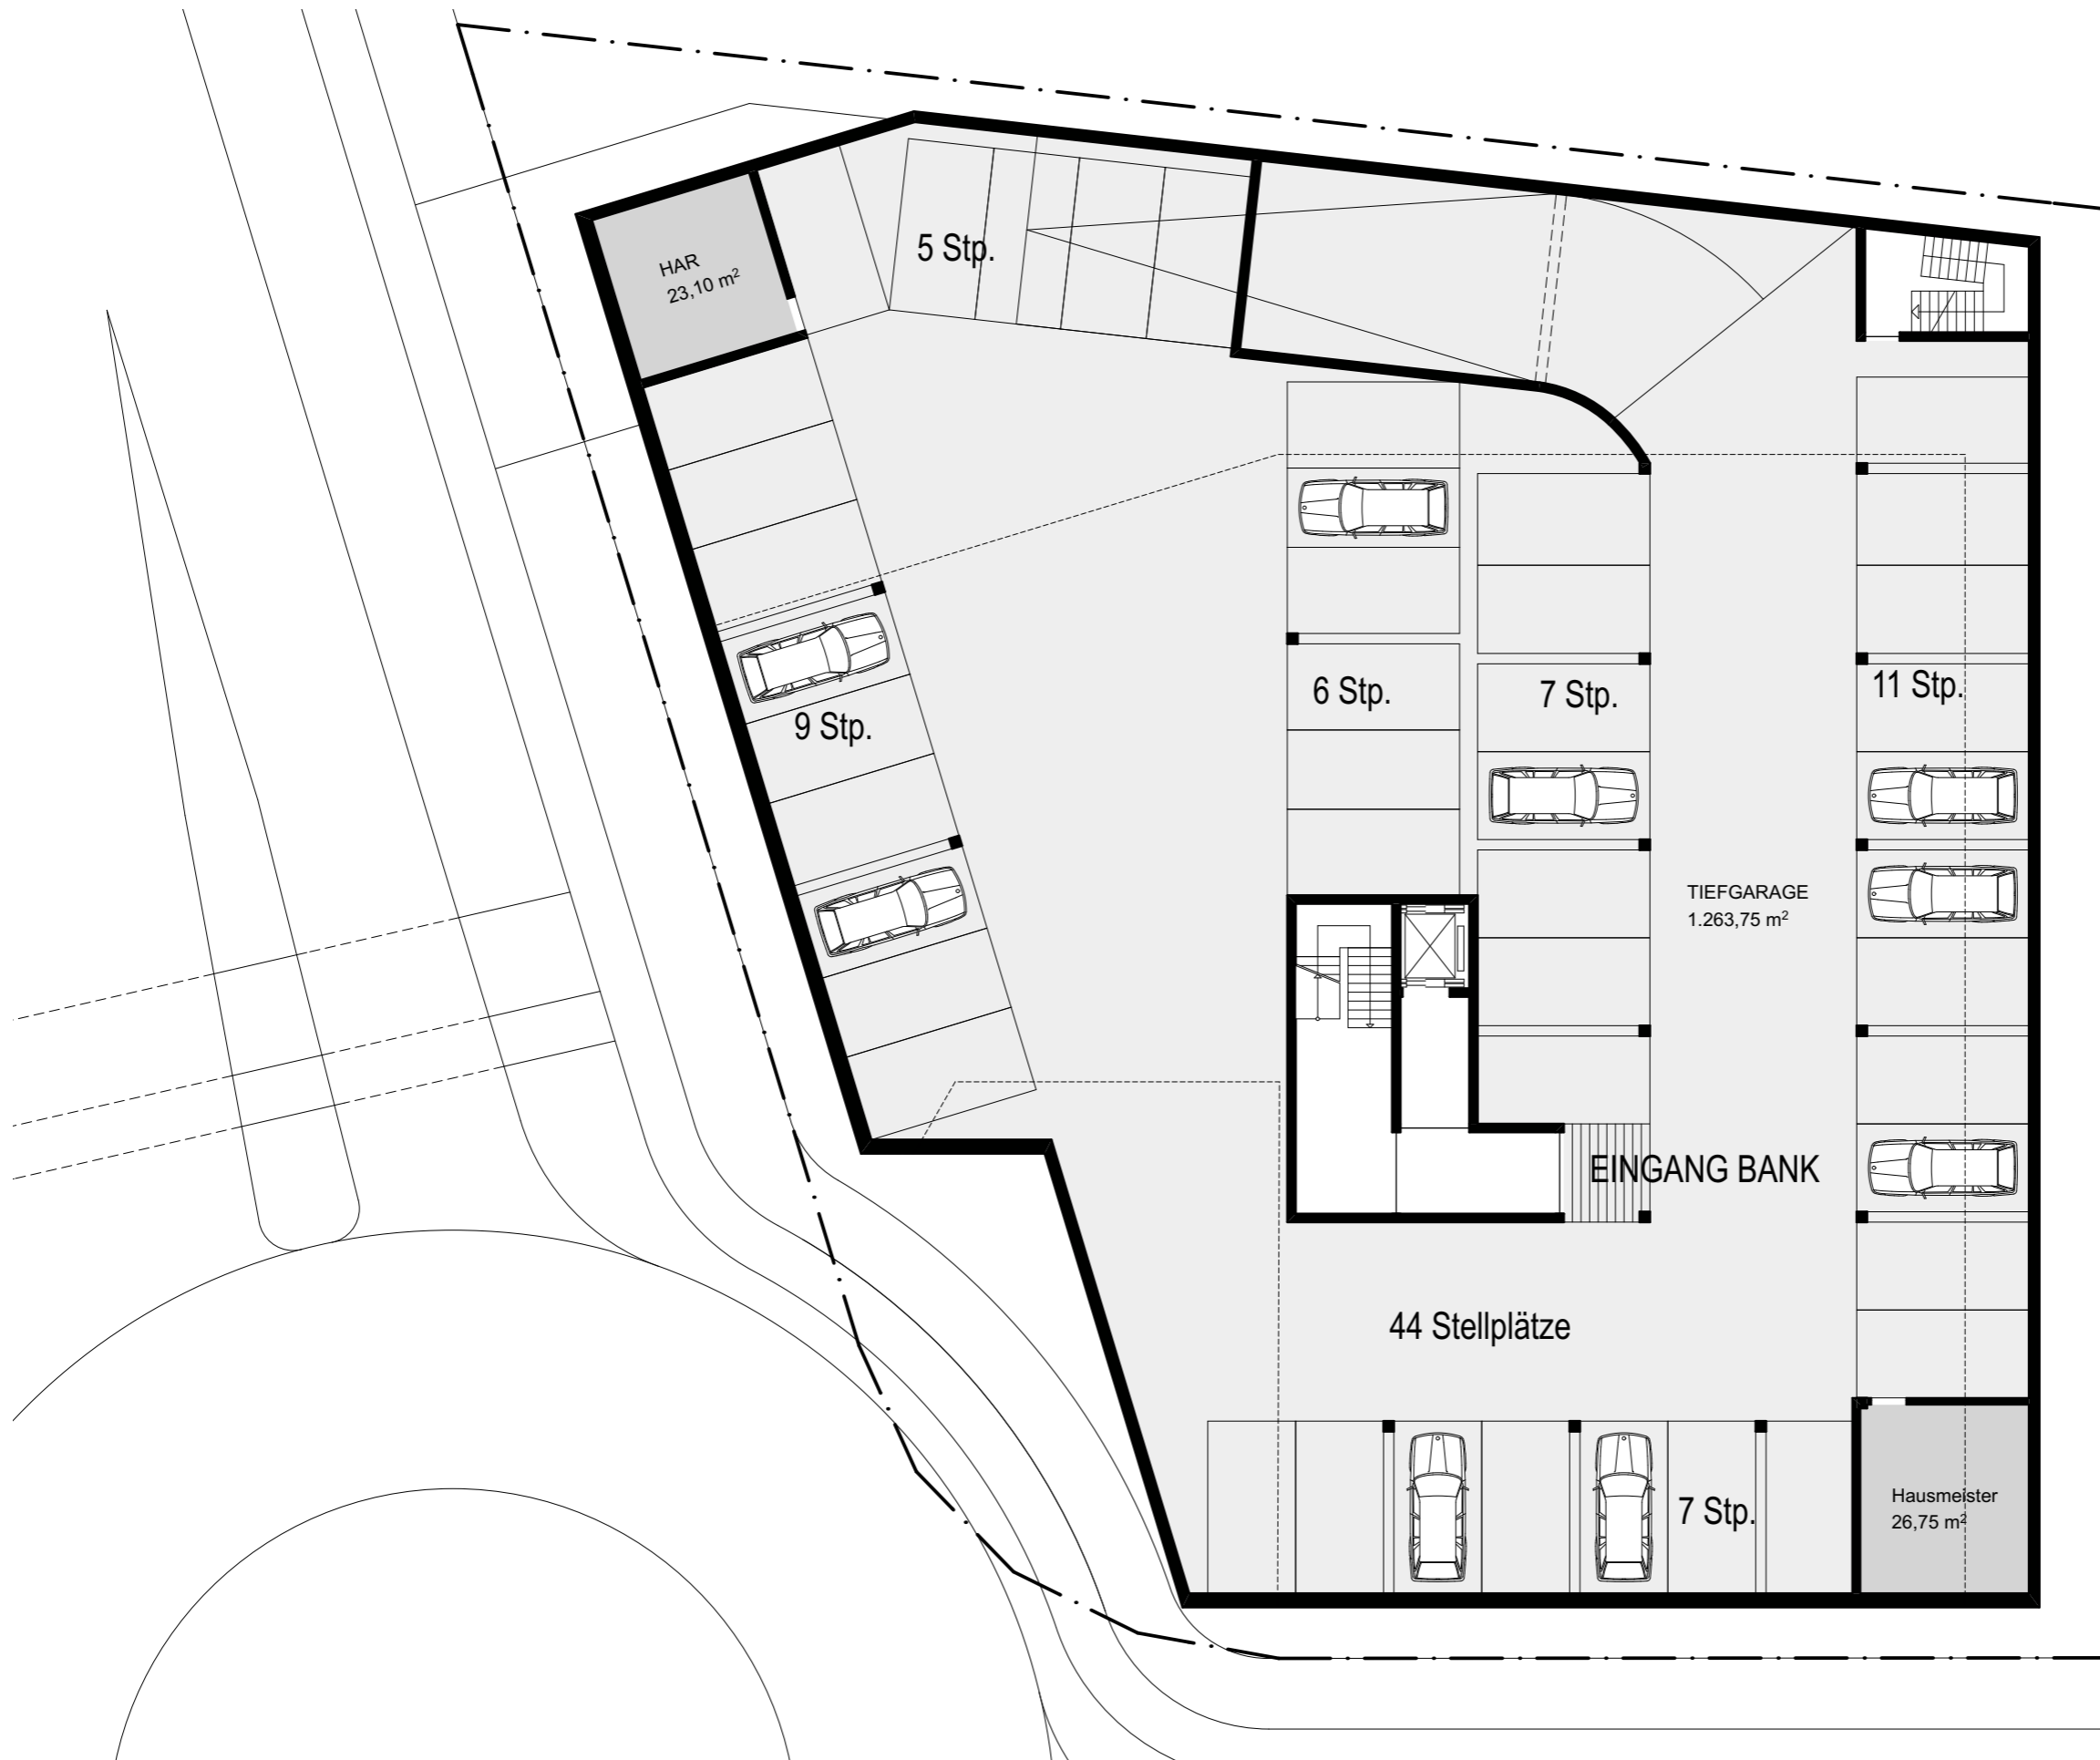 5 Stp.
HAR
23,10 m²
6 Stp.
7 Stp.
11 Stp.
9 Stp.
TIEFGARAGE
1.263,75 m²
EINGANG BANK
44 Stellplätze
7 Stp.
Hausmeister
26,75 m²